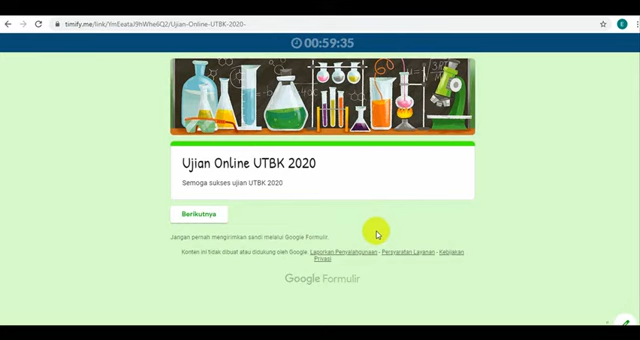 timify.me/link/YmEeataJ9hWhe6Q2/Ujian-Online-UTBK-2020-
E
00:59:35
Ujian Online UTBK 2020
Semoga sukses ujian UTBK 2020
Berikutnya
Jangan pernah mengirimkan sandi melalui Google Formulir.
Konten ini tidak dibuat atau didukung oleh Google. Laporkan Penyalahgunaan - Persyaratan Layanan - Kebijakan
Privasi
Google Formulir